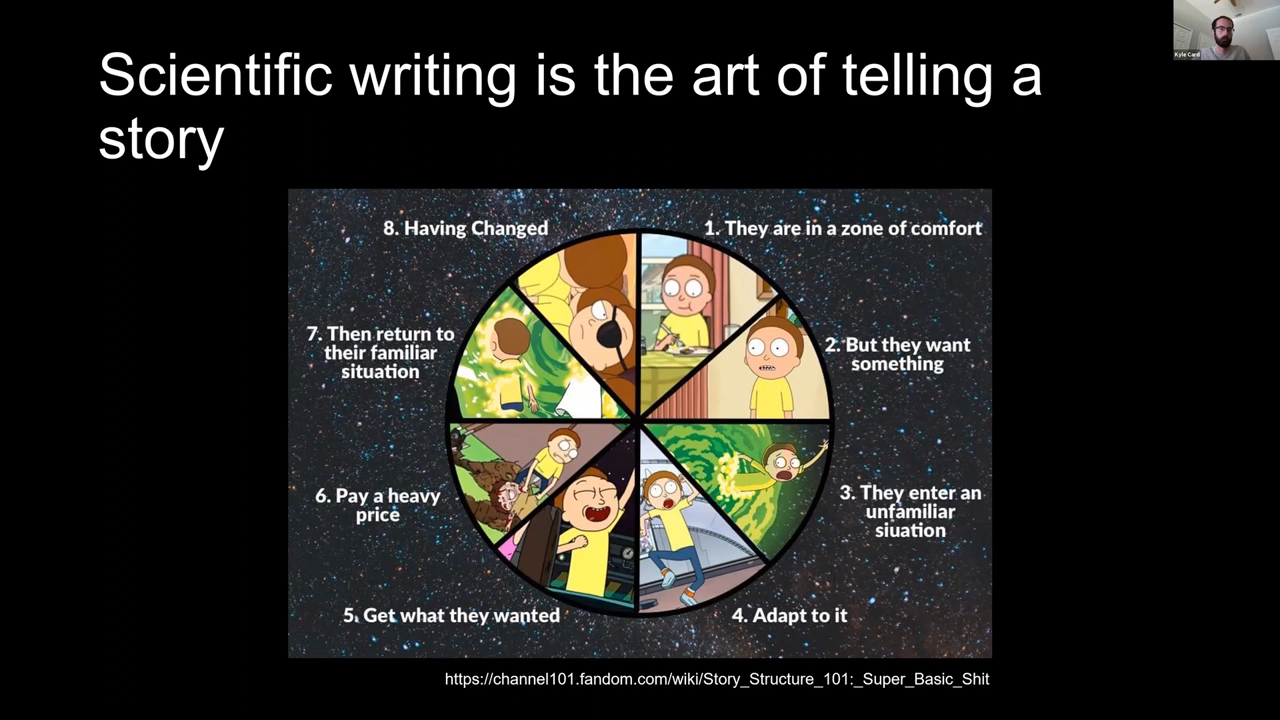 Scientific writing is the art of telling a
story
Kyle Card
8. Having Changed
1. They are in a zone of comfort
7. Then return to
their familiar
situation
2. But they want
something
6. Pay a heavy
price
3. They enter an
unfamiliar
siuation
5. Get what they wanted
4. Adapt to it
https://channel101.fandom.com/wiki/Story_Structure_101:_Super_Basic_Shit